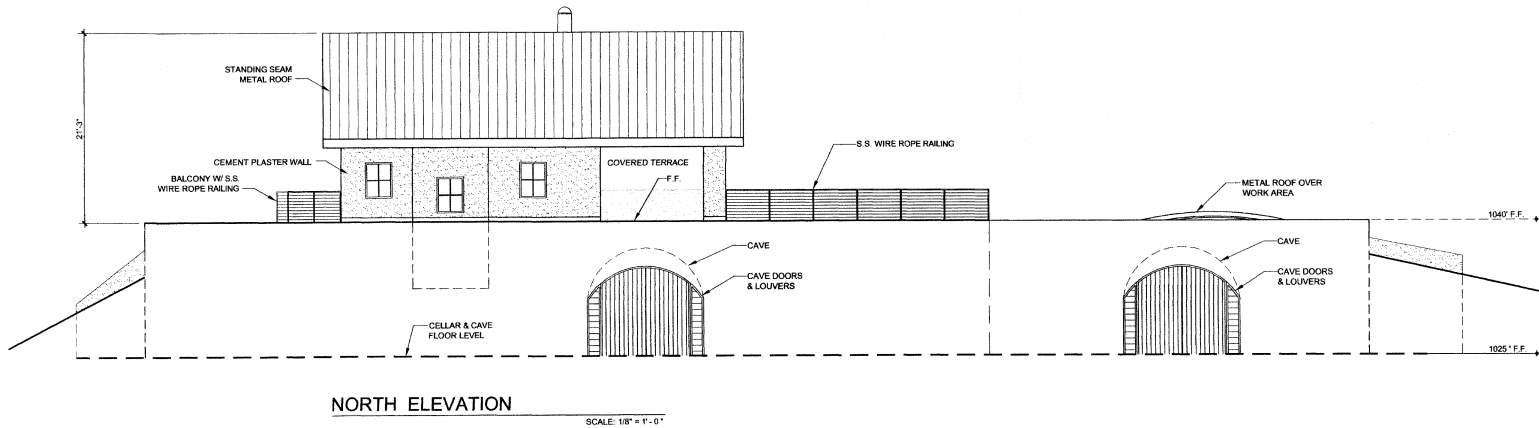 STANDING SEAM
METAL ROOF
21'-3"
CEMENT PLASTER WALL
COVERED TERRACE
S.S. WIRE ROPE RAILING
BALCONY W/ S.S.
WIRE ROPE RAILING
F.F.
METAL ROOF OVER
WORK AREA
1040' F.F.
CAVE
CAVE
CAVE DOORS
& LOUVERS
CAVE DOORS
& LOUVERS
CELLAR & CAVE
FLOOR LEVEL
1025' F.F.
NORTH ELEVATION
SCALE: 1/8" = 1' - 0"